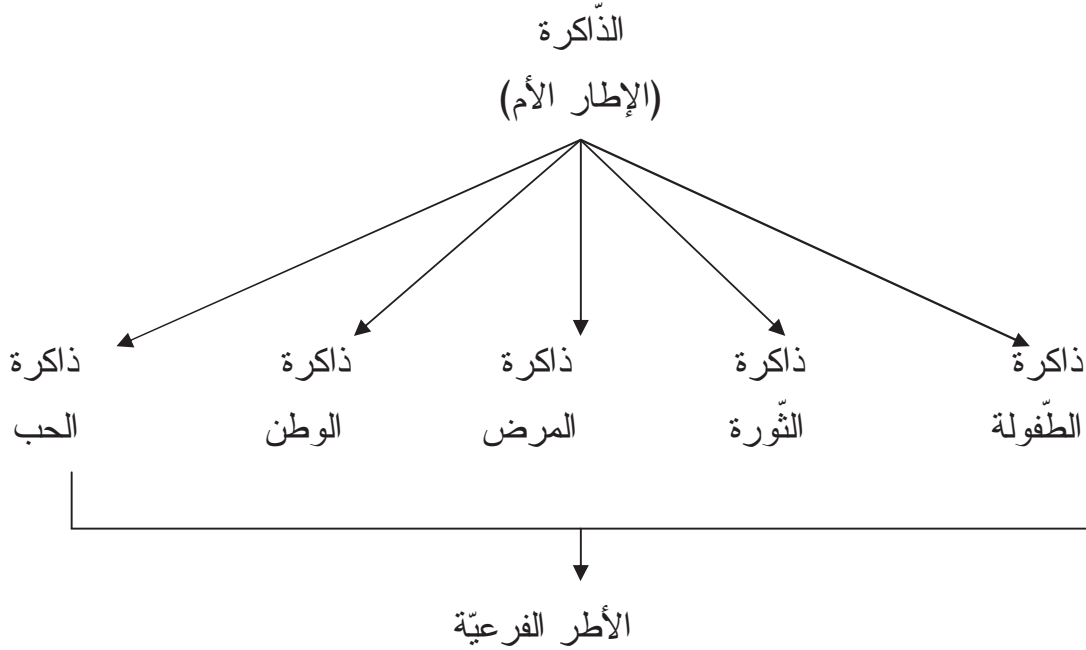 الذّاكرة
(الإطار الأم)
ذاكرة ذاكرة ذاكرة ذاكرة ذاكرة
الطّفولة الثّورة المرض الوطن الحب
الأطر الفرعيّة